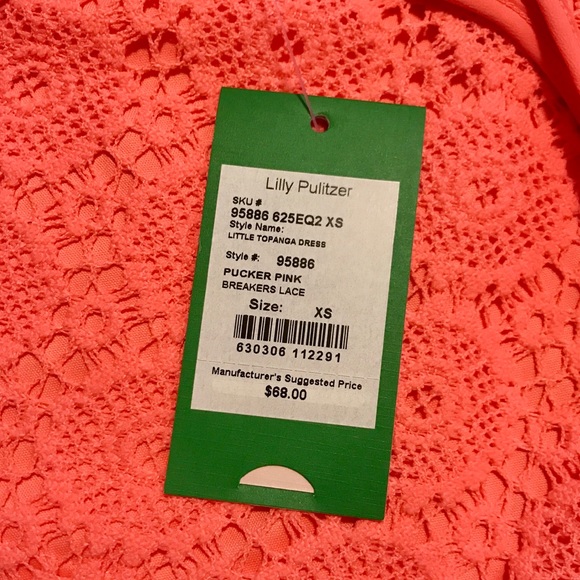 Lilly Pulitzer
SKU #
95886 625EQ2 XS
Style Name:
LITTLE TOPANGA DRESS
Style #: 95886
PUCKER PINK
BREAKERS LACE
Size: XS
630306 112291
Manufacturer's Suggested Price
$68.00